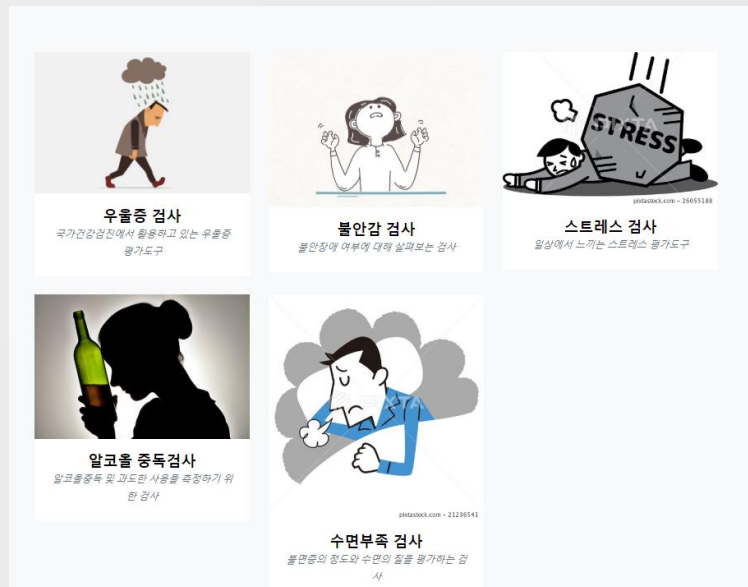 STRESS
PIXTA
pixtastock.com - 26055188
우울증 검사
국가건강검진에서 활용하고 있는 우울증
평가도구
불안감 검사
불안장애 여부에 대해 살펴보는 검사
스트레스 검사
일상에서 느끼는 스트레스 평가도구
PIXTA
pixtastock.com - 21236541
알코올 중독검사
알코올중독 및 과도한 사용을 측정하기 위
한 검사
수면부족 검사
불면증의 정도와 수면의 질을 평가하는 검
사